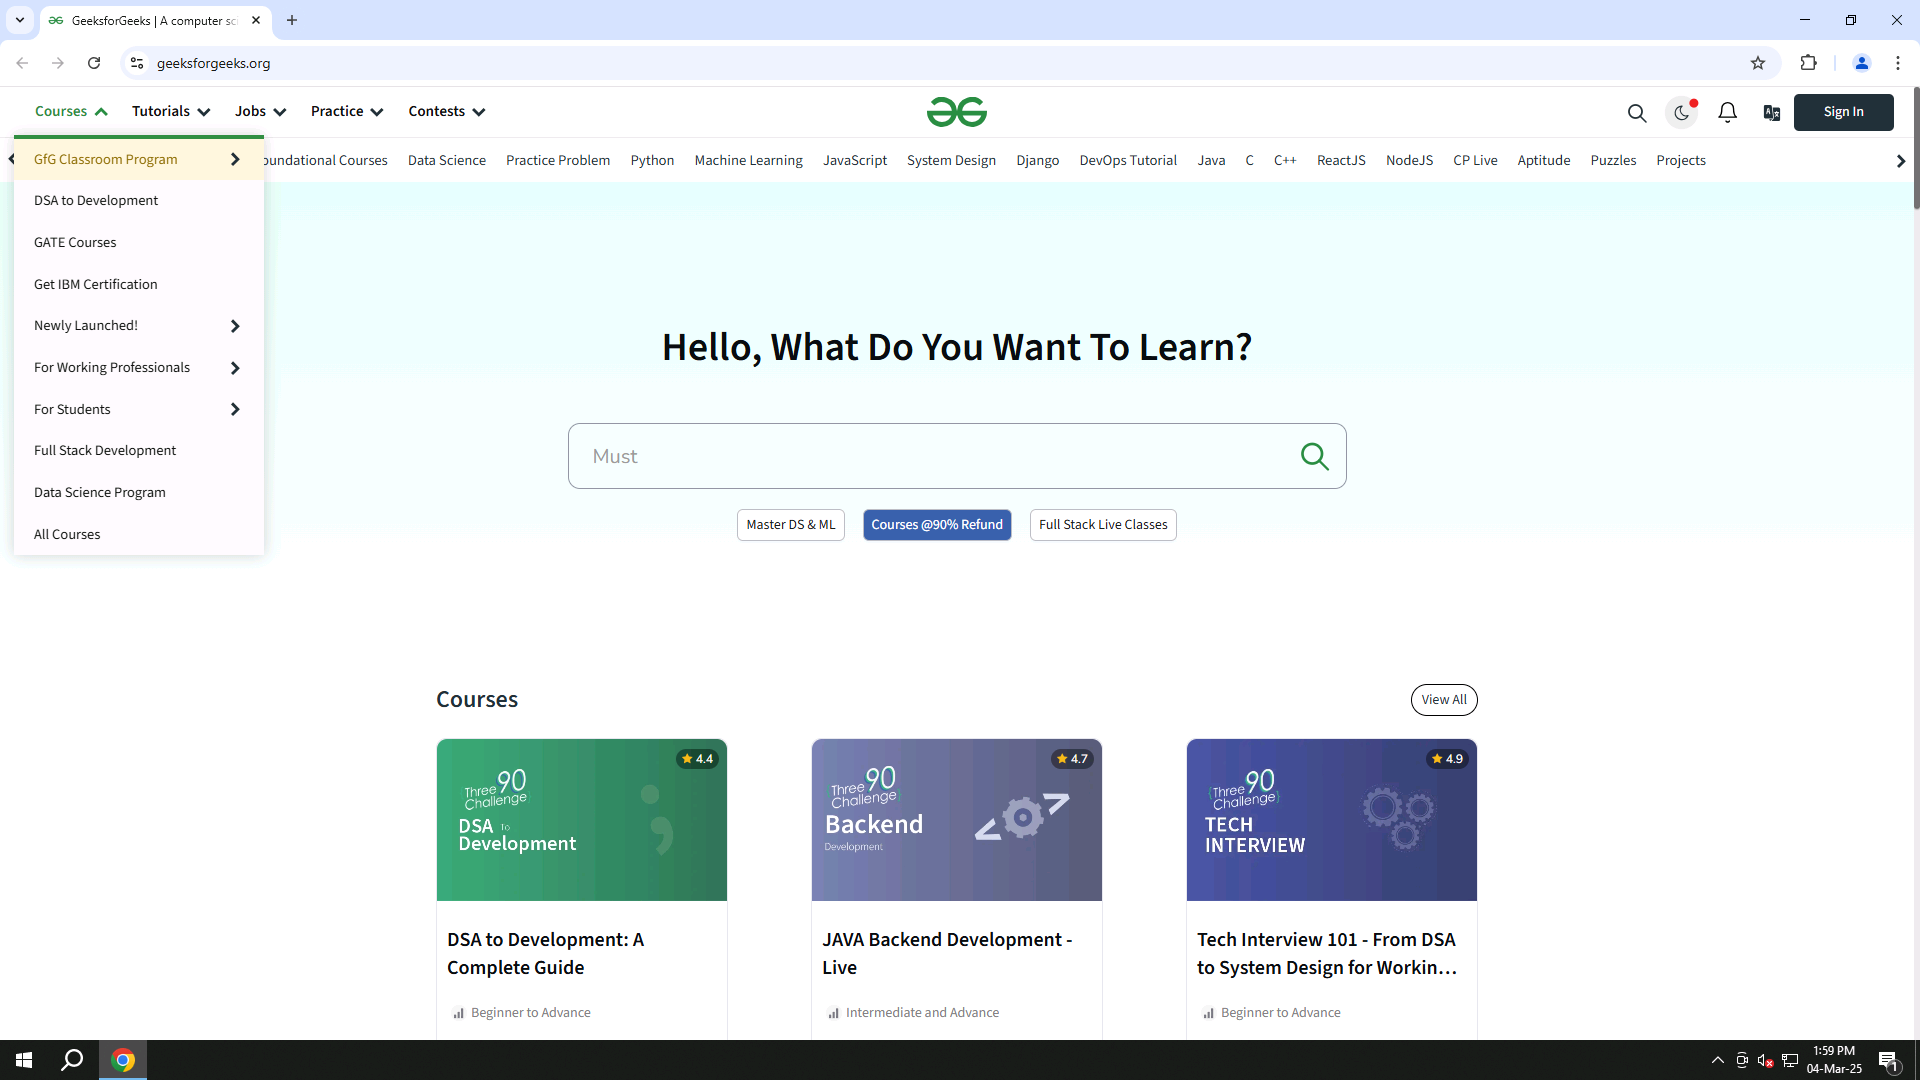 GeeksforGeeks | A computer sci
geeksforgeeks.org
Courses Tutorials Jobs Practice Contests Sign In
GfG Classroom Program oundational Courses Data Science Practice Problem Python Machine Learning JavaScript System Design Django DevOps Tutorial Java C C++ ReactJS NodeJS CP Live Aptitude Puzzles Projects
DSA to Development
GATE Courses
Get IBM Certification
Newly Launched!
For Working Professionals
For Students
Full Stack Development
Data Science Program
All Courses
Hello, What Do You Want To Learn?
Must
Master DS & ML Courses @90% Refund Full Stack Live Classes
Courses View All
4.4
Three 90
Challenge
DSA To
Development
DSA to Development: A
Complete Guide
Beginner to Advance
4.7
Three 90
Challenge
Backend
Development
JAVA Backend Development -
Live
Intermediate and Advance
4.9
Three 90
Challenge
TECH
INTERVIEW
Tech Interview 101 - From DSA
to System Design for Workin...
Beginner to Advance
1:59 PM
04-Mar-25
1